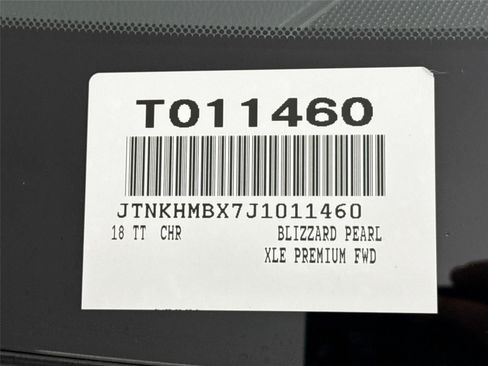 T011460
JTNKHMBX7J1011460
18 TT CHR BLIZZARD PEARL
XLE PREMIUM FWD